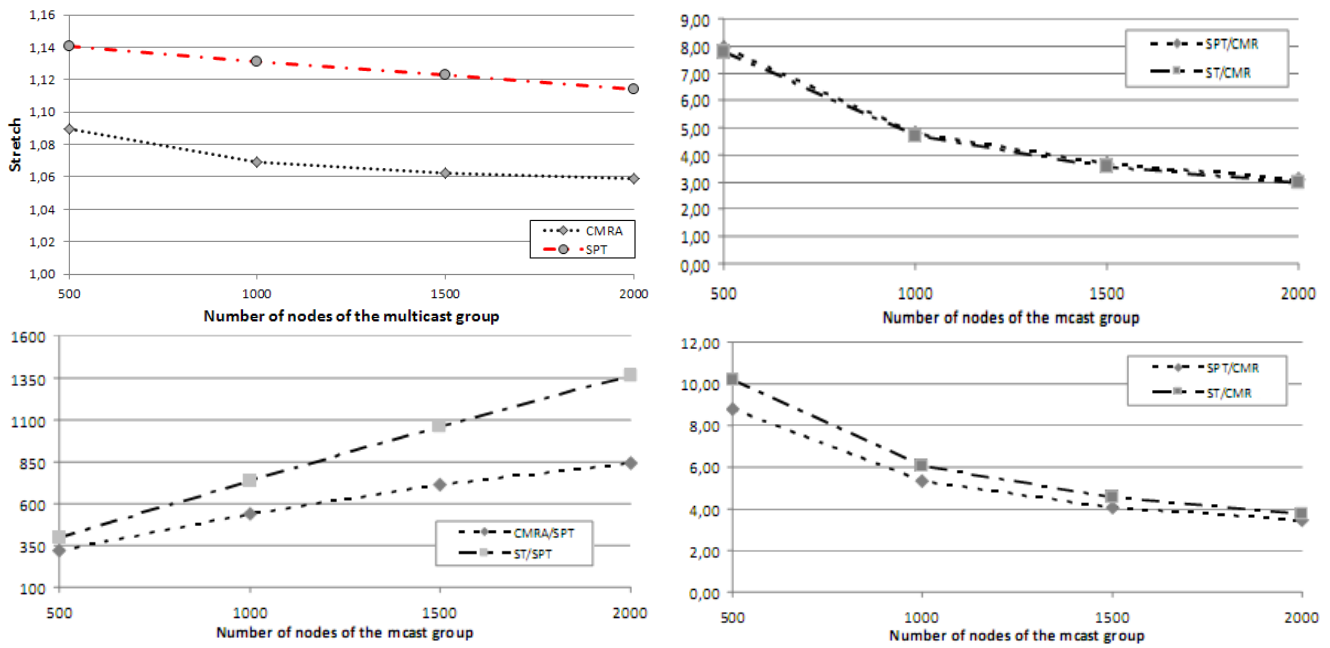 1,16
1,14
1,12
1,10
1,08
1,06
1,04
1,02
1,00
Stretch
CMRA
SPT
500 1000 1500 2000
Number of nodes of the multicast group
9,00
8,00
7,00
6,00
5,00
4,00
3,00
2,00
1,00
0,00
SPT/CMR
ST/CMR
500 1000 1500 2000
Number of nodes of the mcast group
1600
1350
1100
850
600
350
100
CMRA/SPT
ST/SPT
500 1000 1500 2000
Number of nodes of the mcast group
12,00
10,00
8,00
6,00
4,00
2,00
0,00
SPT/CMR
ST/CMR
500 1000 1500 2000
Number of nodes of the mcast group